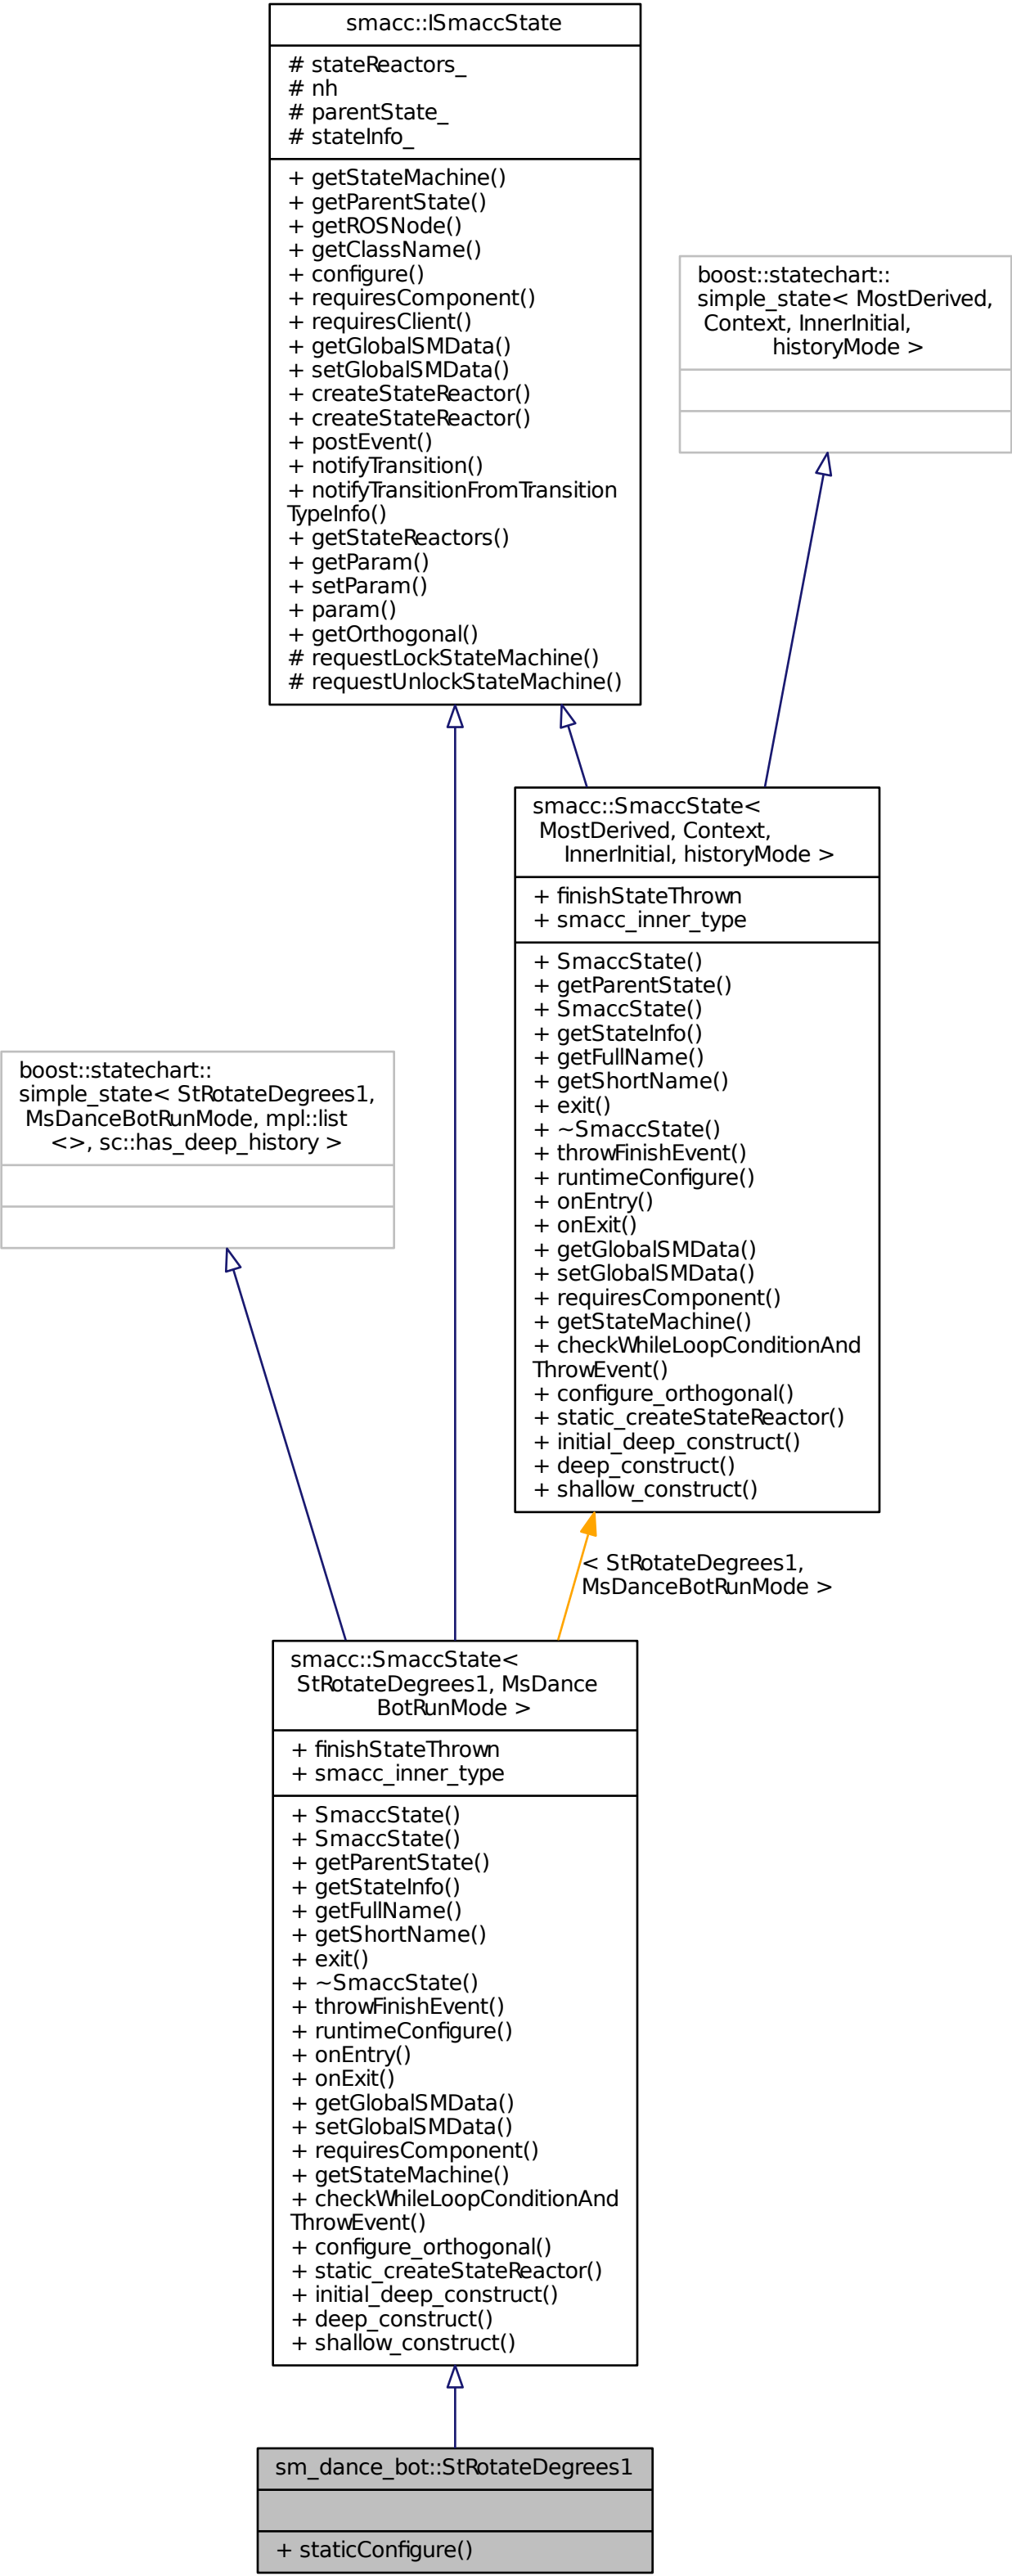 smacc::ISmaccState
# stateReactors_
# nh
# parentState_
# stateInfo_
+ getStateMachine()
+ getParentState()
+ getROSNode()
+ getClassName()
+ configure()
+ requiresComponent()
+ requiresClient()
+ getGlobalSMData()
+ setGlobalSMData()
+ createStateReactor()
+ createStateReactor()
+ postEvent()
+ notifyTransition()
+ notifyTransitionFromTransition
TypeInfo()
+ getStateReactors()
+ getParam()
+ setParam()
+ param()
+ getOrthogonal()
# requestLockStateMachine()
# requestUnlockStateMachine()
boost::statechart::
simple_state< MostDerived,
Context, InnerInitial,
historyMode >
smacc::SmaccState<
MostDerived, Context,
InnerInitial, historyMode >
+ finishStateThrown
+ smacc_inner_type
+ SmaccState()
+ getParentState()
+ SmaccState()
+ getStateInfo()
+ getFullName()
+ getShortName()
+ exit()
+ ~SmaccState()
+ throwFinishEvent()
+ runtimeConfigure()
+ onEntry()
+ onExit()
+ getGlobalSMData()
+ setGlobalSMData()
+ requiresComponent()
+ getStateMachine()
+ checkWhileLoopConditionAnd
ThrowEvent()
+ configure_orthogonal()
+ static_createStateReactor()
+ initial_deep_construct()
+ deep_construct()
+ shallow_construct()
boost::statechart::
simple_state< StRotateDegrees1,
MsDanceBotRunMode, mpl::list
<>, sc::has_deep_history >
< StRotateDegrees1,
MsDanceBotRunMode >
smacc::SmaccState<
StRotateDegrees1, MsDance
BotRunMode >
+ finishStateThrown
+ smacc_inner_type
+ SmaccState()
+ SmaccState()
+ getParentState()
+ getStateInfo()
+ getFullName()
+ getShortName()
+ exit()
+ ~SmaccState()
+ throwFinishEvent()
+ runtimeConfigure()
+ onEntry()
+ onExit()
+ getGlobalSMData()
+ setGlobalSMData()
+ requiresComponent()
+ getStateMachine()
+ checkWhileLoopConditionAnd
ThrowEvent()
+ configure_orthogonal()
+ static_createStateReactor()
+ initial_deep_construct()
+ deep_construct()
+ shallow_construct()
sm_dance_bot::StRotateDegrees1
+ staticConfigure()